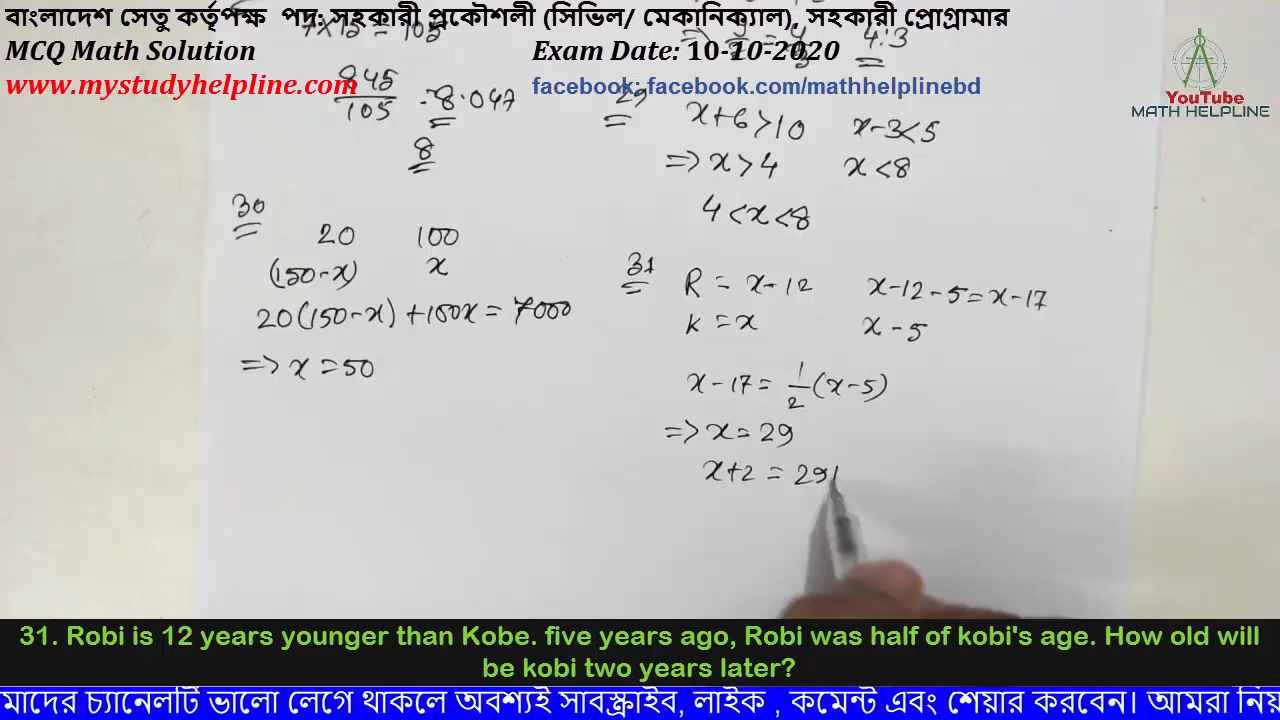 বাংলাদেশ সেতু কর্তৃপক্ষ পদ: সহকারী প্রকৌশলী (সিভিল/ মেকানিক্যাল), সহকারী প্রোগ্রামার
MCQ Math Solution
Exam Date: 10-10-2020
www.mystudyhelpline.com
facebook: facebook.com/mathhelplinebd
YouTube
MATH HELPLINE
845/105 = 8.047
8
29
x+6>10 x-3<5
=> x>4 x<8
4<x<8
4:3
30
20 100
(150-x) x
20(150-x)+100x=7000
=> x=50
31
R = x-12 x-12-5=x-17
K = x x-5
x-17=1/2(x-5)
=> x=29
x+2 = 29
31. Robi is 12 years younger than Kobe. five years ago, Robi was half of kobi's age. How old will
be kobi two years later?
মাদের চ্যানেলটি ভালো লেগে থাকলে অবশ্যই সাবস্ক্রাইব, লাইক , কমেন্ট এবং শেয়ার করবেন। আমরা নিয়